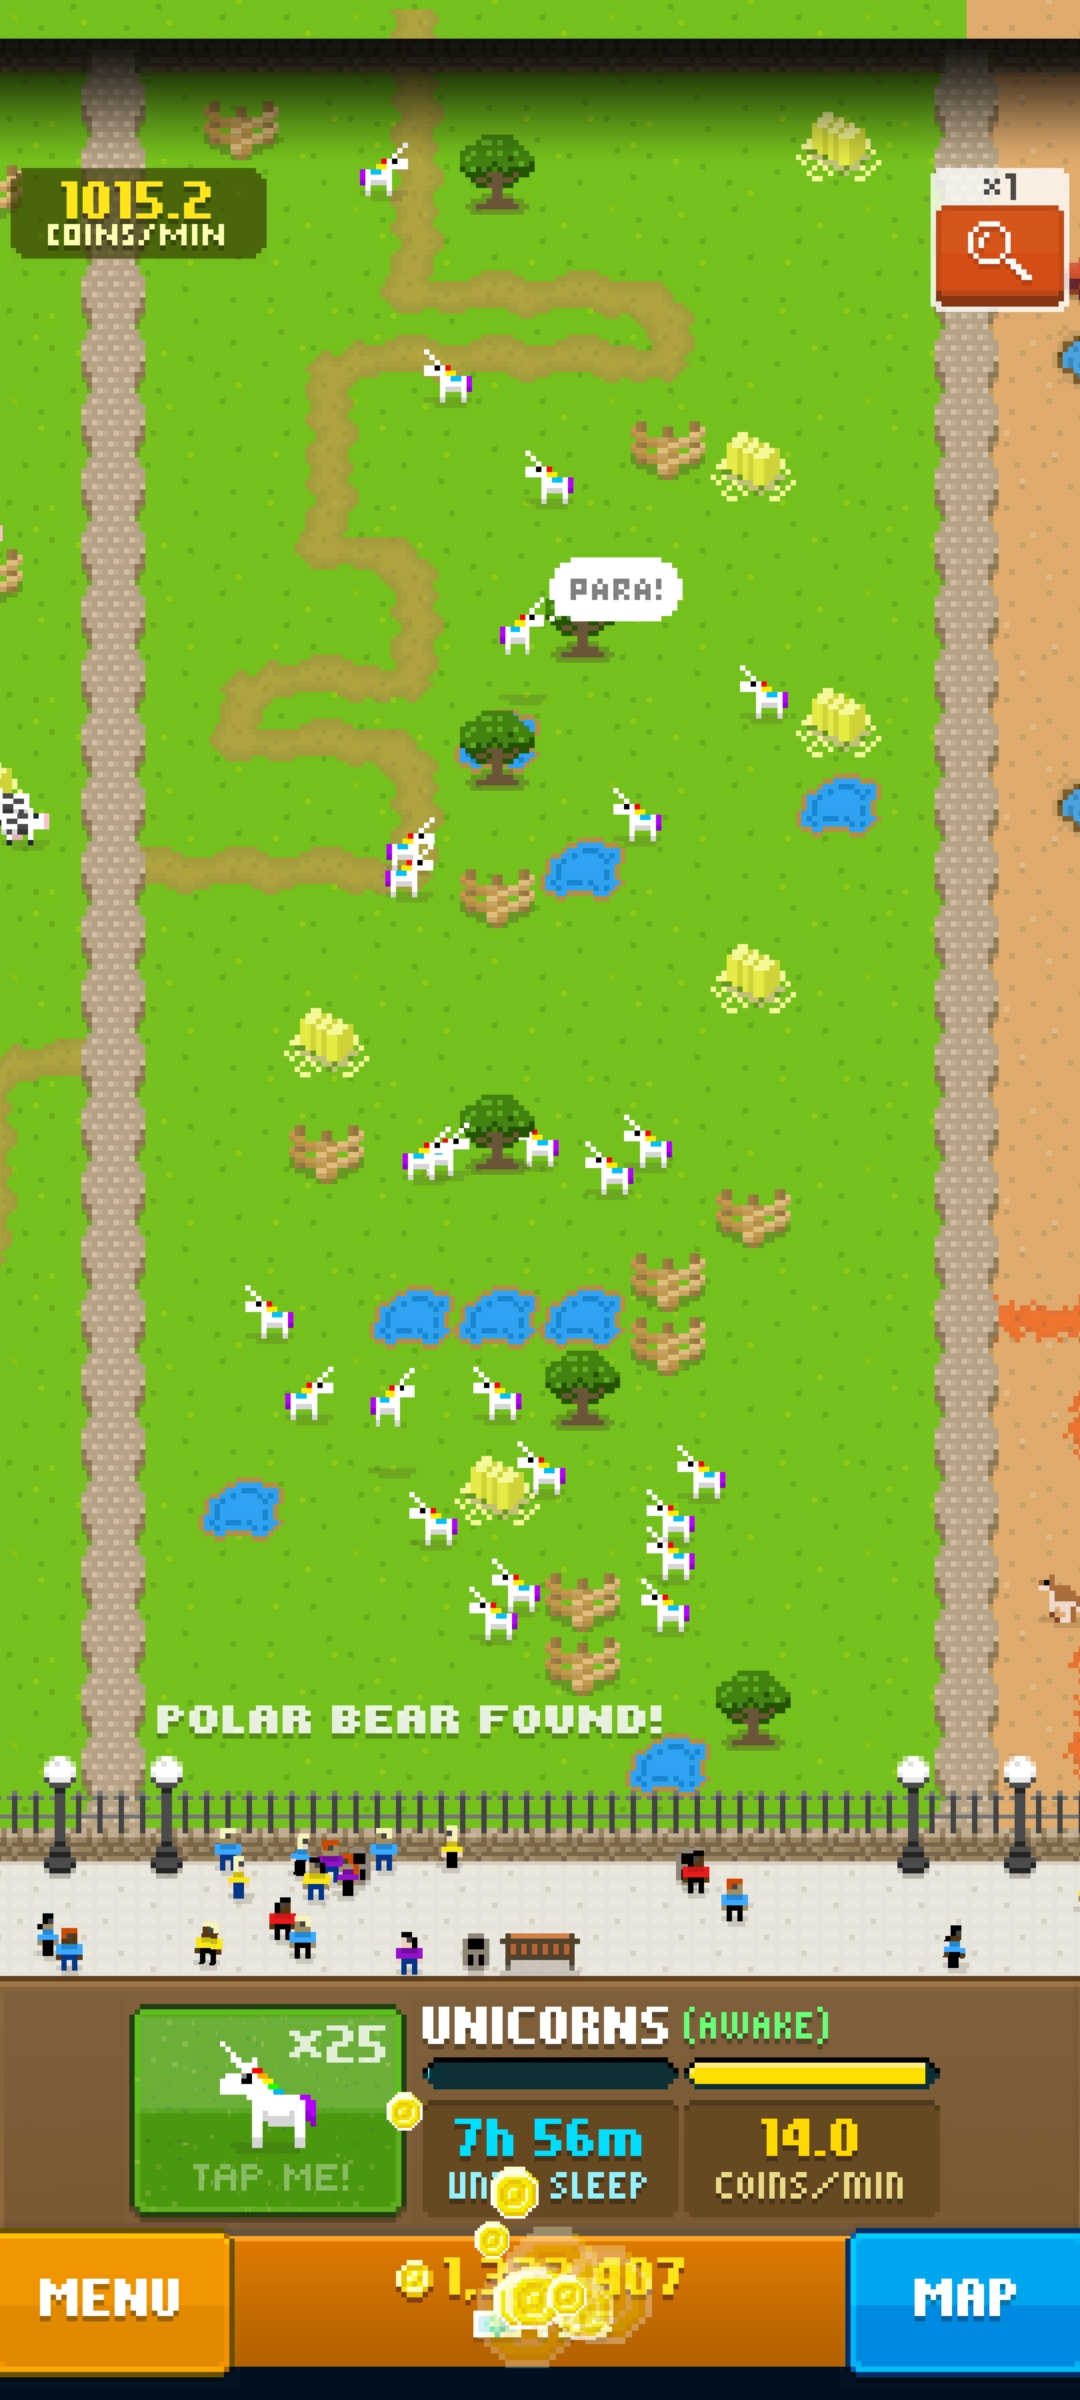 1015.2
COINS/MIN
x1
PARA!
POLAR BEAR FOUND!
x25
TAP ME!
UNICORNS (AWAKE)
7h 56m
SLEEP
14.0
COINS/MIN
MENU
MAP